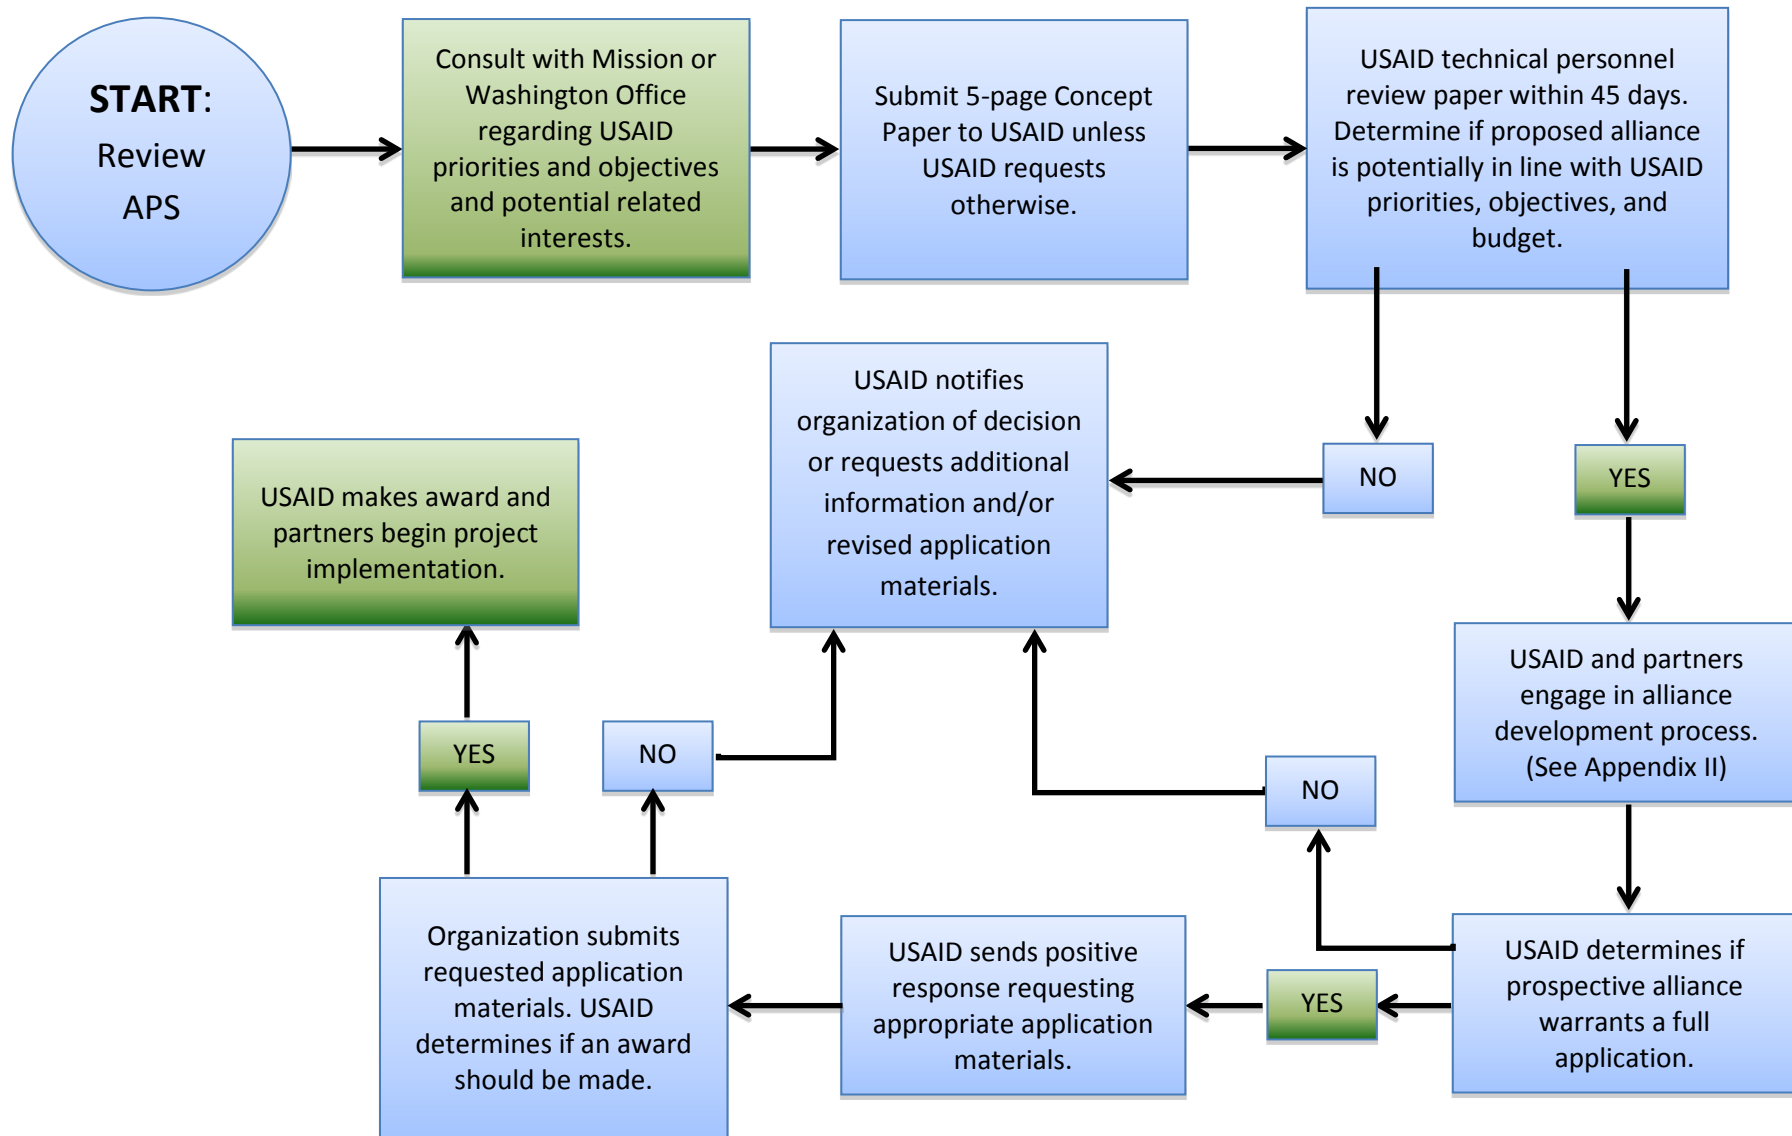 START:
Review
APS
Consult with Mission or
Washington Office
regarding USAID
priorities and objectives
and potential related
interests.
Submit 5-page Concept
Paper to USAID unless
USAID requests
otherwise.
USAID technical personnel
review paper within 45 days.
Determine if proposed alliance
is potentially in line with USAID
priorities, objectives, and
budget.
NO
YES
USAID notifies
organization of decision
or requests additional
information and/or
revised application
materials.
USAID makes award and
partners begin project
implementation.
USAID and partners
engage in alliance
development process.
(See Appendix II)
YES
NO
NO
Organization submits
requested application
materials. USAID
determines if an award
should be made.
USAID sends positive
response requesting
appropriate application
materials.
YES
USAID determines if
prospective alliance
warrants a full
application.